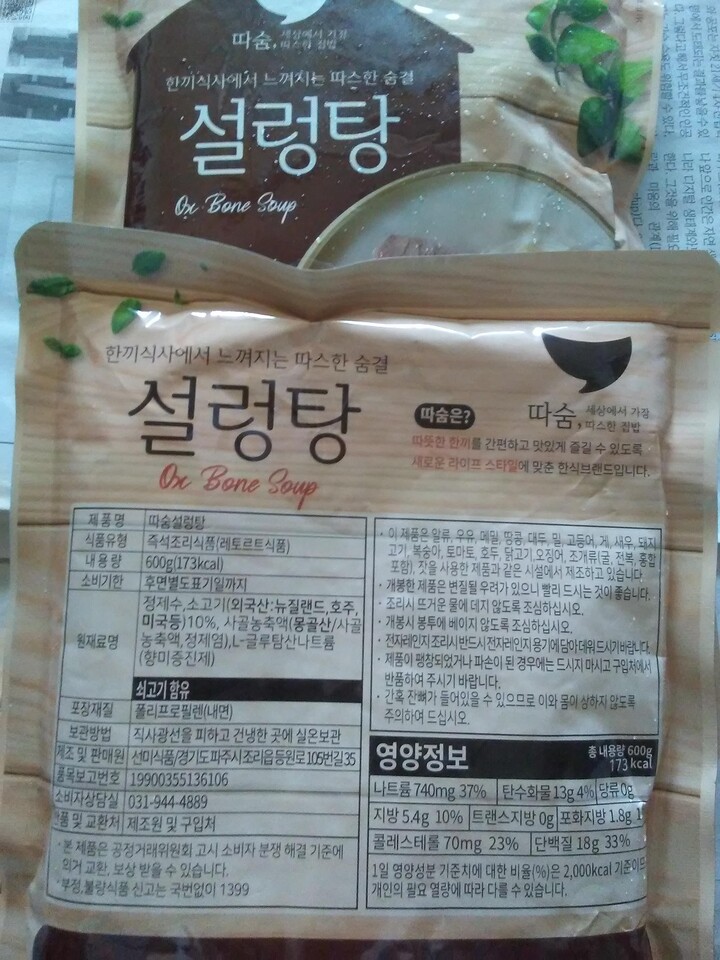 따숨, 세상에서 가장
따스한 집밥
한끼식사에서 느껴지는 따스한 숨결
설렁탕
Ox Bone Soup
한끼식사에서 느껴지는 따스한 숨결
설렁탕
Ox Bone Soup
따숨은?
따숨, 세상에서 가장
따스한 집밥
따뜻한 한끼를 간편하고 맛있게 즐길 수 있도록
새로운 라이프 스타일에 맞춘 한식브랜드입니다.
제품명 따숨설렁탕
식품유형 즉석조리식품(레토르트식품)
내용량 600g(173kcal)
소비기한 후면별도표기일까지
원재료명 정제수, 소고기(외국산:뉴질랜드,호주,
미국등)10%, 사골농축액(몽골산/사골
농축액,정제염),L-글루탐산나트륨
(향미증진제)
쇠고기 함유
포장재질 폴리프로필렌(내면)
보관방법 직사광선을 피하고 건냉한 곳에 실온보관
제조 및 판매원 선미식품/경기도파주시조리읍등원로105번길35
품목보고번호 19900355136106
소비자상담실 031-944-4889
반품 및 교환처 제조원 및 구입처
· 본 제품은 공정거래위원회 고시 소비자 분쟁 해결 기준에
의거 교환, 보상 받을 수 있습니다.
· 부정,불량식품 신고는 국번없이 1399
· 이 제품은 알류, 우유, 메밀, 땅콩, 대두, 밀, 고등어, 게, 새우, 돼지
고기, 복숭아, 토마토, 호두, 닭고기,오징어, 조개류(굴, 전복, 홍합
포함), 잣을 사용한 제품과 같은 시설에서 제조하고 있습니다.
· 개봉한 제품은 변질될 우려가 있으니 빨리 드시는 것이 좋습니다.
· 조리시 뜨거운 물에 데지 않도록 조심하십시오.
· 개봉시 봉투에 베이지 않도록 조심하십시오.
· 전자레인지조리시반드시전자레인지용기에담아데워드시기바랍니다.
· 제품이 팽창되었거나 파손이 된 경우에는 드시지 마시고 구입처에서
반품하여 주시기 바랍니다.
· 간혹 잔뼈가 들어있을 수 있으므로 이와 몸이 상하지 않도록
주의하여 드십시오.
영양정보 총 내용량 600g
173 kcal
나트륨 740mg 37% 탄수화물 13g 4% 당류 0g
지방 5.4g 10% 트랜스지방 0g 포화지방 1.8g
콜레스테롤 70mg 23% 단백질 18g 33%
1일 영양성분 기준치에 대한 비율(%)은 2,000kcal 기준이므로
개인의 필요 열량에 따라 다를 수 있습니다.